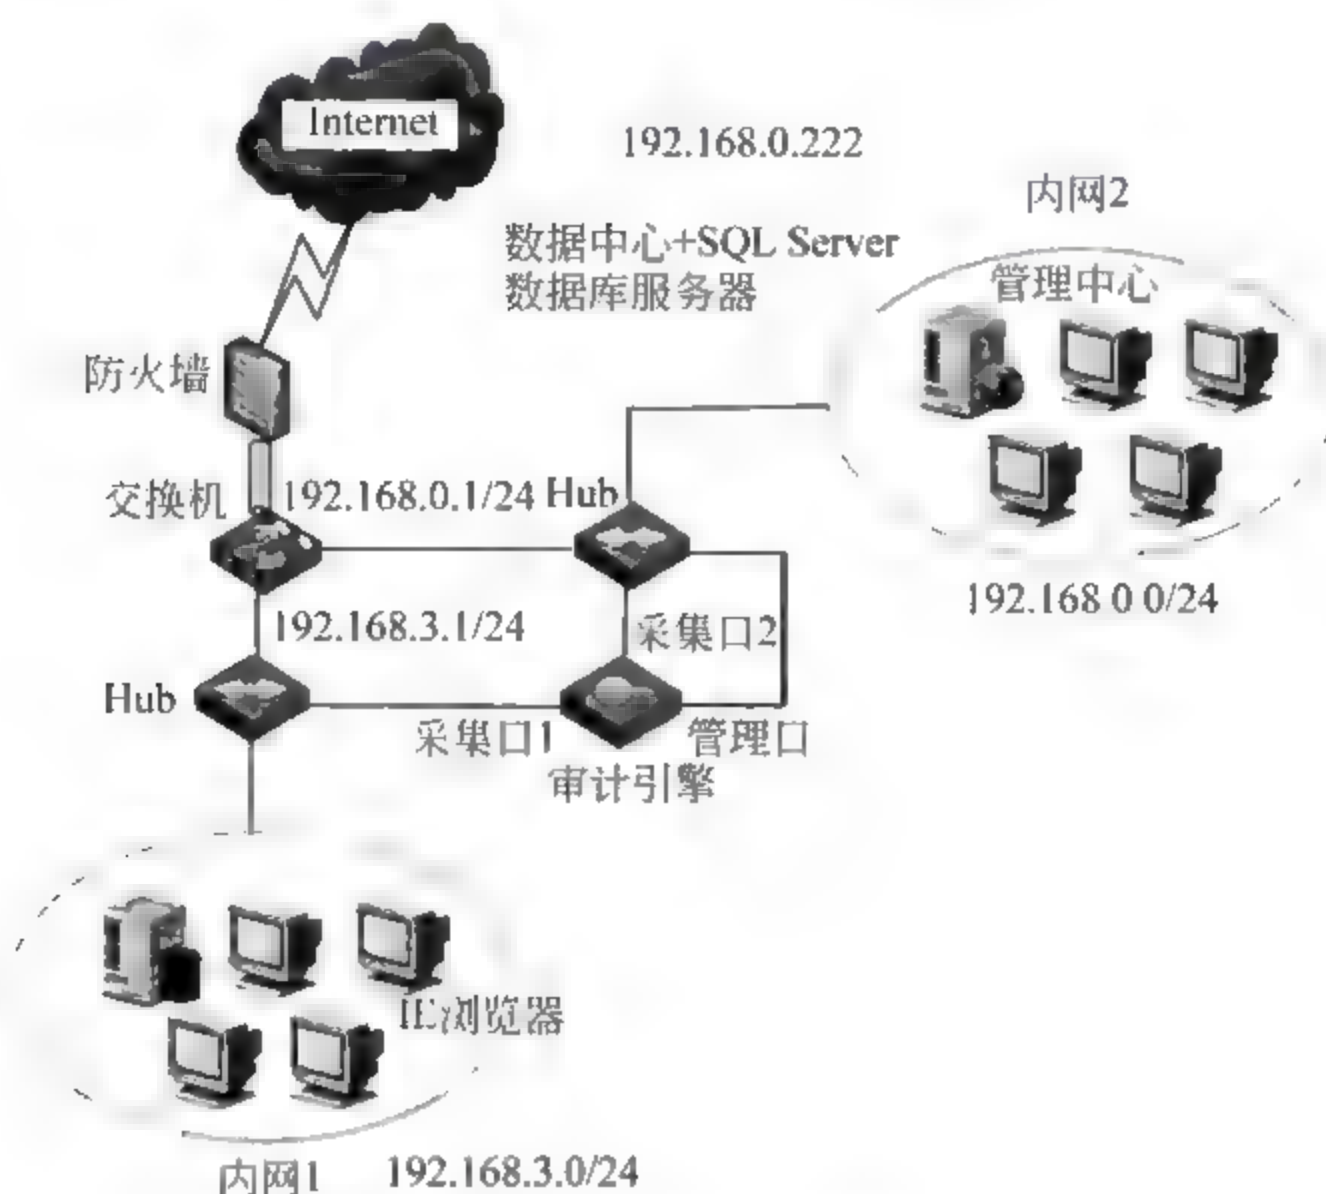 Internet
192.168.0.222
内网2
数据中心+SQL Server
数据库服务器
管理中心
防火墙
交换机
192.168.0.1/24
Hub
192.168 0 0/24
192.168.3.1/24
采集口2
Hub
采集口1
管理口
审计引擎
IE浏览器
内网1
192.168.3.0/24